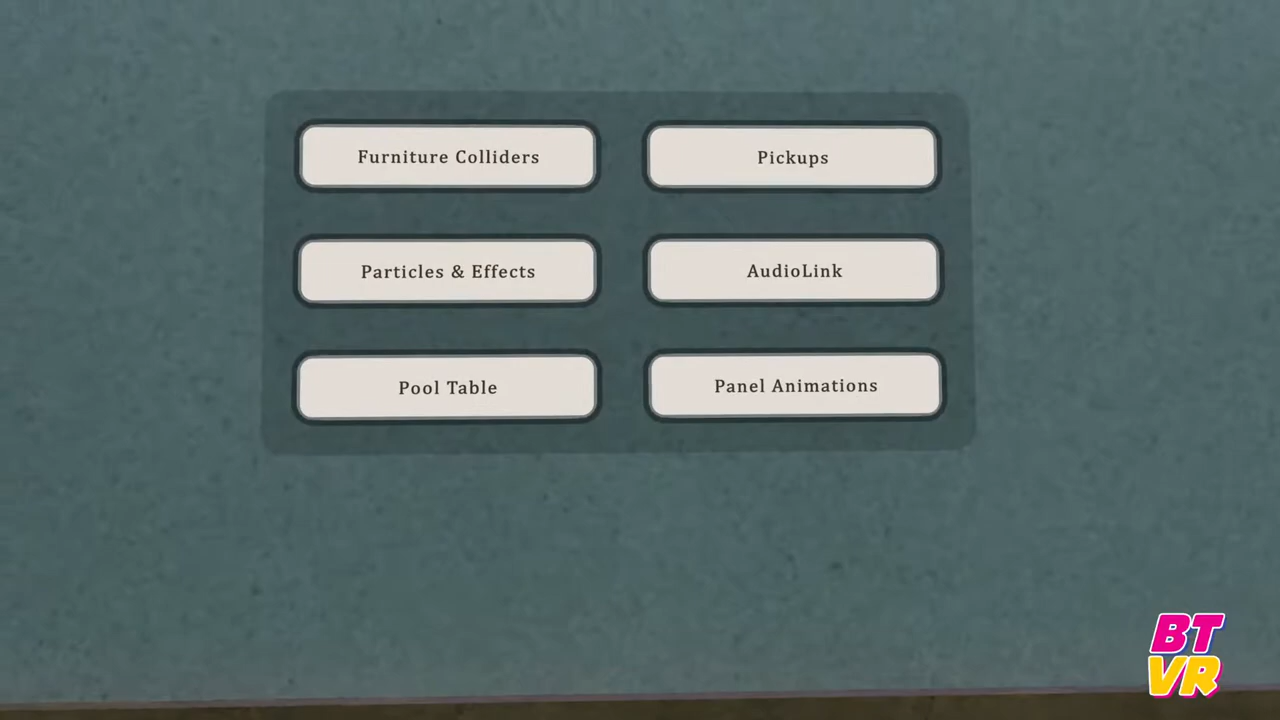 Furniture Colliders
Pickups
Particles & Effects
AudioLink
Pool Table
Panel Animations
BT
VR